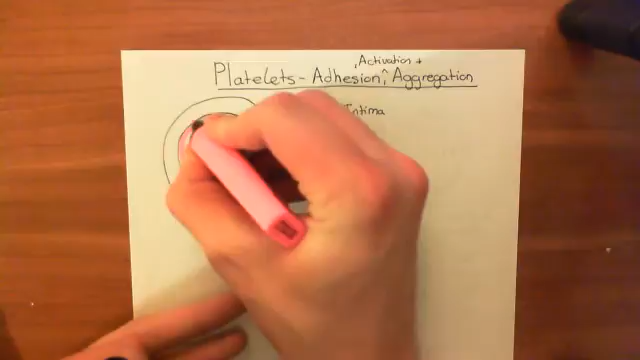 , Activation +
Platelets - Adhesion, ^ Aggregation
Intima